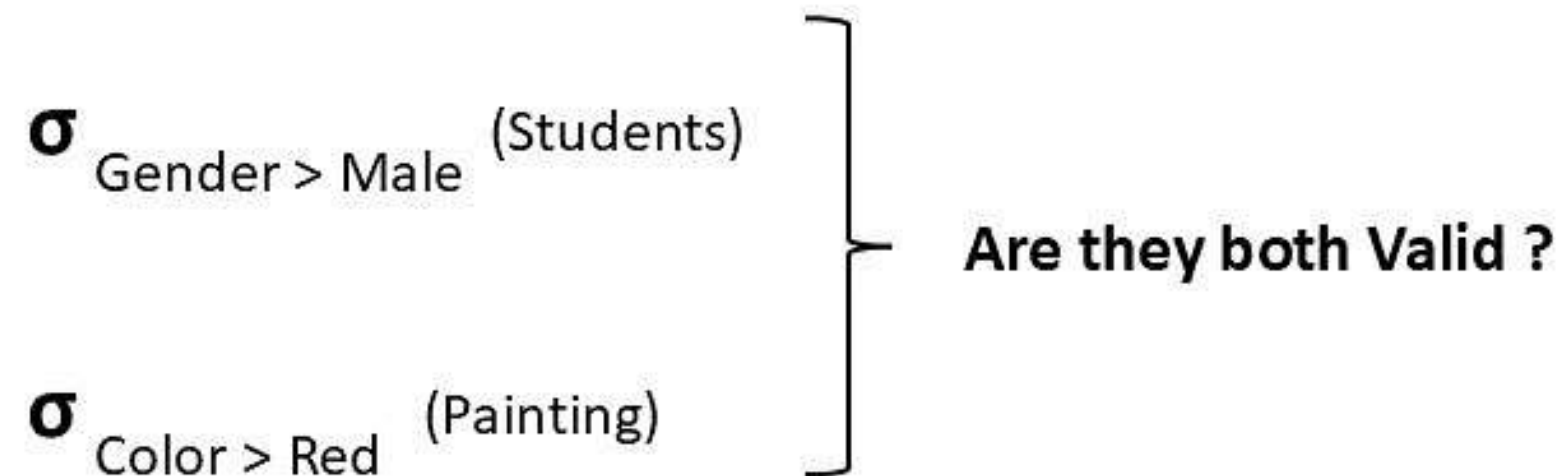 σ Gender > Male (Students)
Are they both Valid ?
σ Color > Red (Painting)